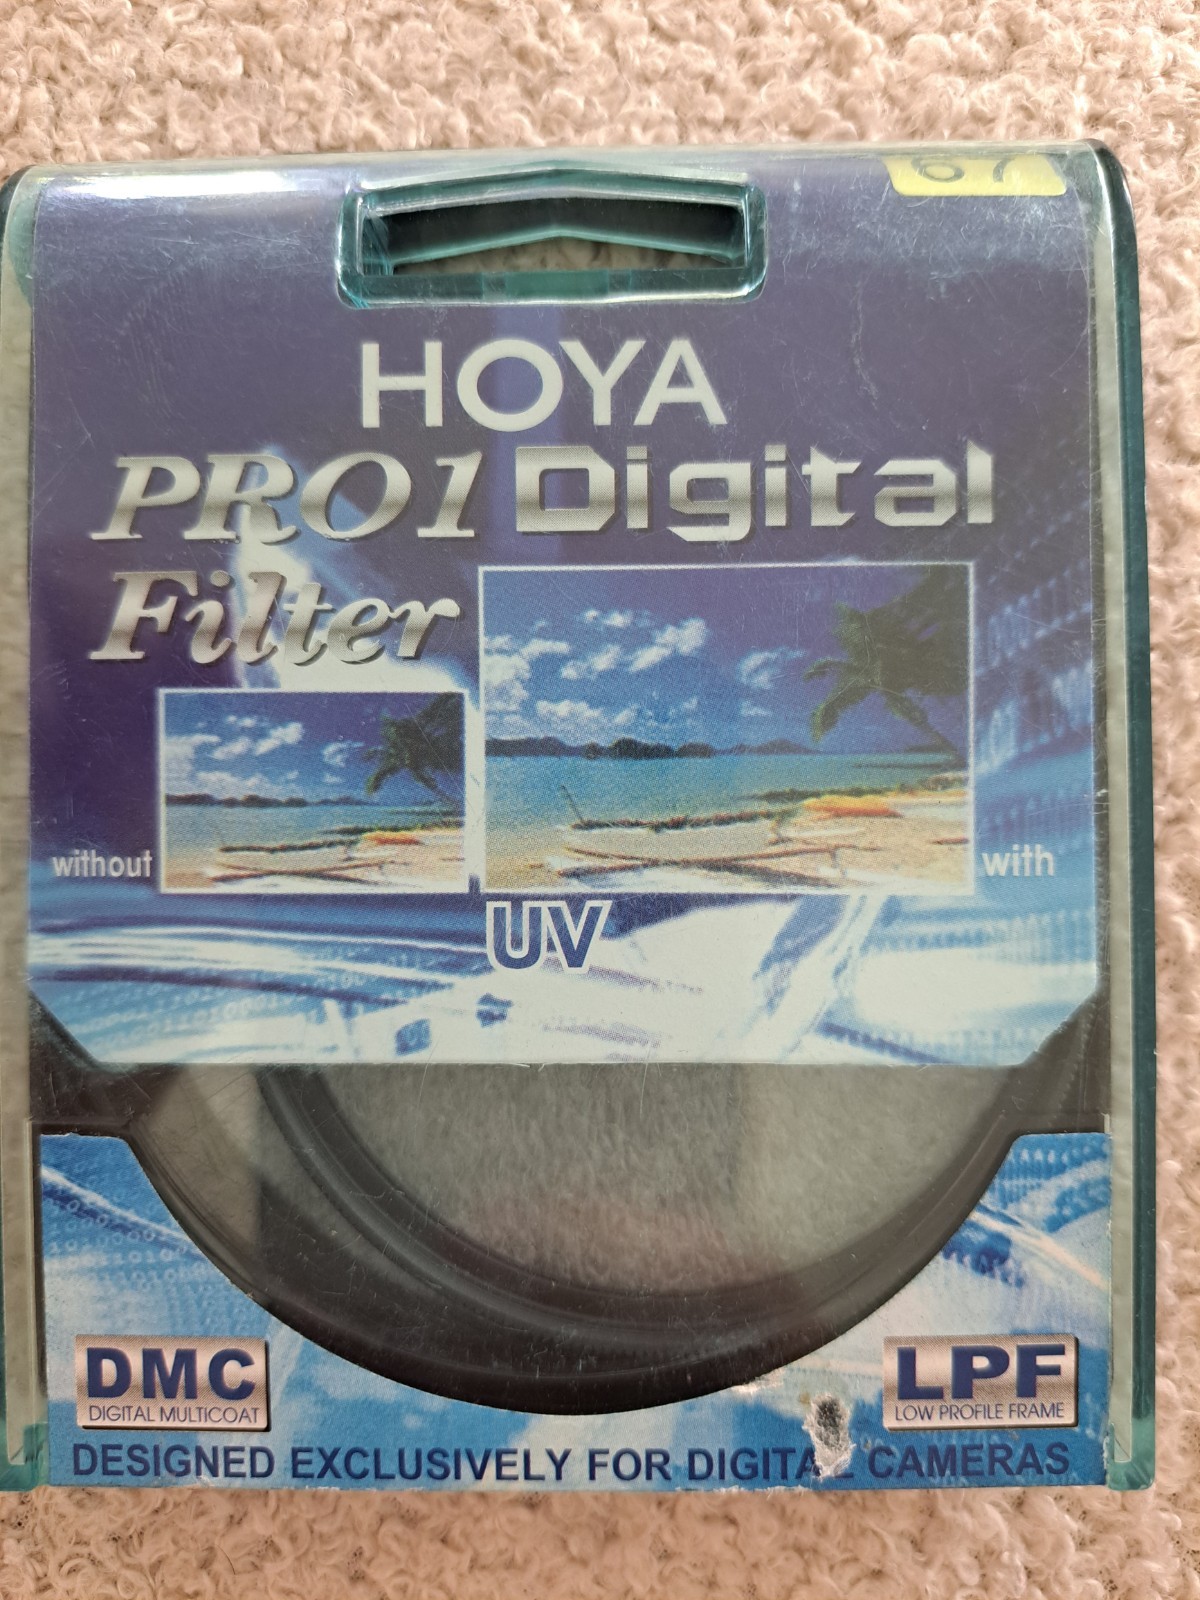 67
HOYA
PRO1 Digital
Filter
without
with
UV
DMC
DIGITAL MULTICOAT
LPF
LOW PROFILE FRAME
DESIGNED EXCLUSIVELY FOR DIGITAL CAMERAS